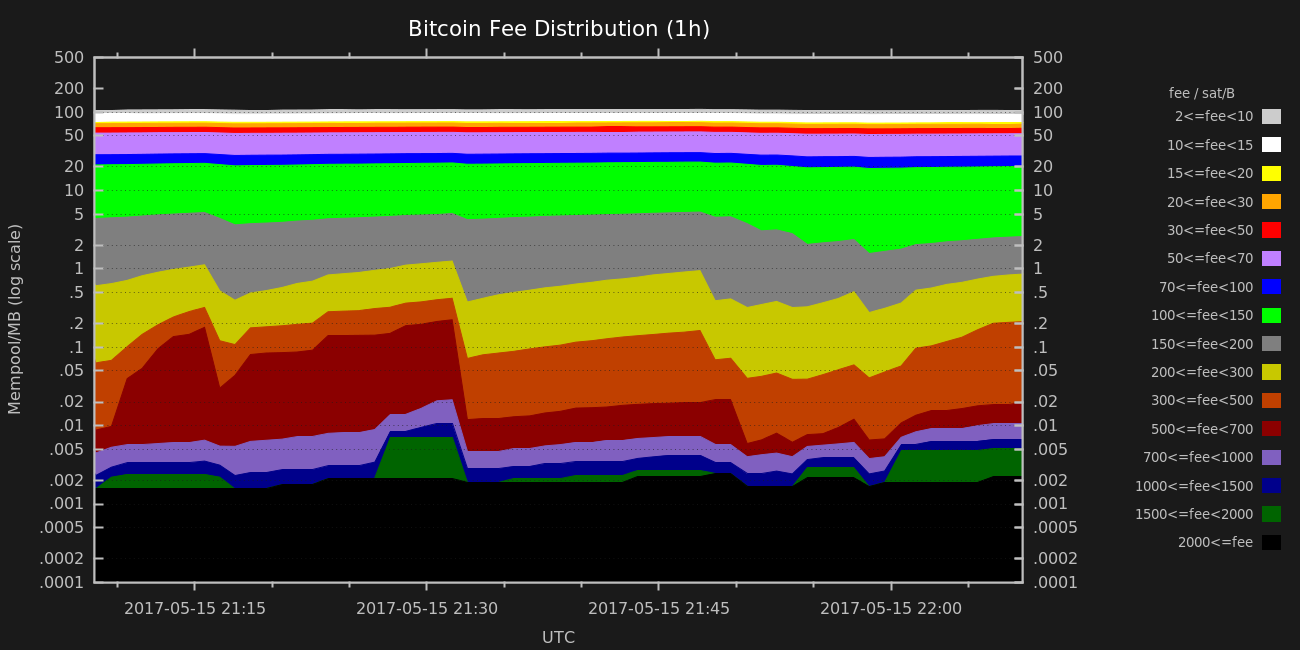 Bitcoin Fee Distribution (1h)
500
200
100
50
20
10
5
2
1
.5
.2
.1
.05
.02
.01
.005
.002
.001
.0005
.0002
.0001
Mempool/MB (log scale)
500
200
100
50
20
10
5
2
1
.5
.2
.1
.05
.02
.01
.005
.002
.001
.0005
.0002
.0001
2017-05-15 21:15
2017-05-15 21:30
2017-05-15 21:45
2017-05-15 22:00
UTC
fee / sat/B
2<=fee<10
10<=fee<15
15<=fee<20
20<=fee<30
30<=fee<50
50<=fee<70
70<=fee<100
100<=fee<150
150<=fee<200
200<=fee<300
300<=fee<500
500<=fee<700
700<=fee<1000
1000<=fee<1500
1500<=fee<2000
2000<=fee